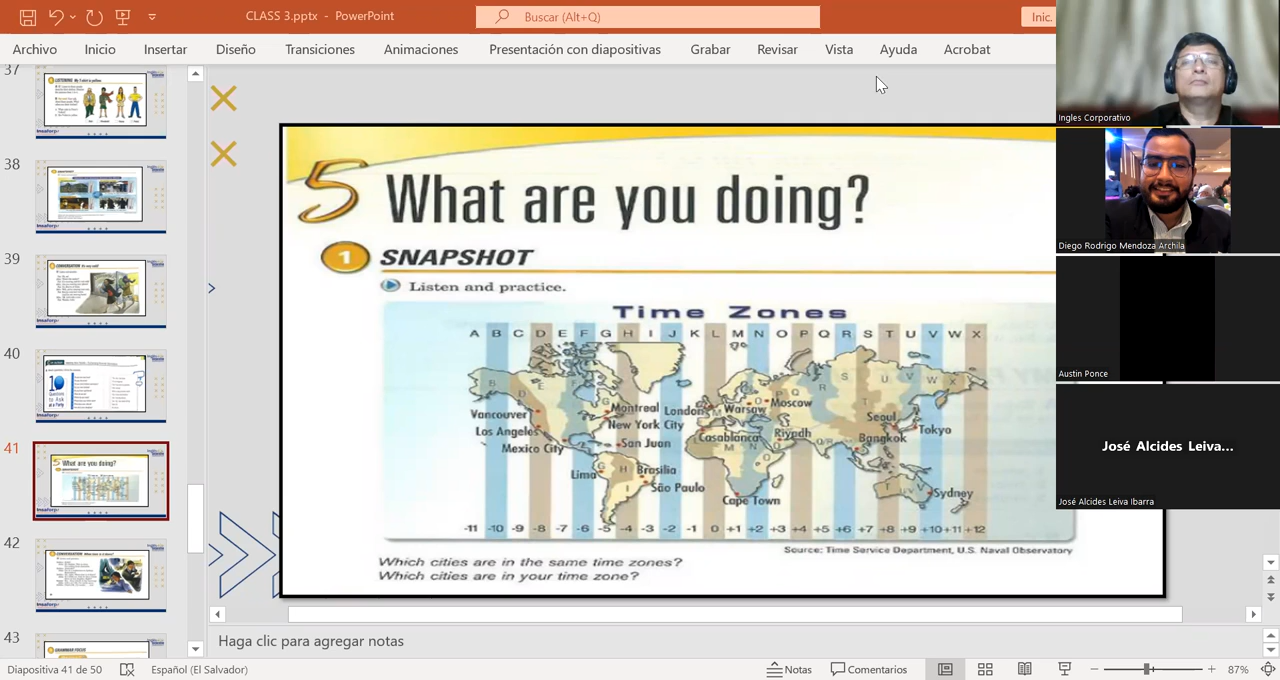 CLASS 3.pptx - PowerPoint
Buscar (Alt+Q)
Inic.
Archivo Inicio Insertar Diseño Transiciones Animaciones Presentación con diapositivas Grabar Revisar Vista Ayuda Acrobat
37
38
39
40
41
42
43
What are you doing?
5 What are you doing?
1 SNAPSHOT
Listen and practice.
Time Zones
A B C D E F G H I J K L M N O P Q R S T U V W X
Vancouver
Los Angeles
Mexico City
Montreal
New York City
San Juan
Lima
Brasília
São Paulo
London
Warsaw
Moscow
Casablanca
Riyadh
Cape Town
Seoul
Tokyo
Bangkok
Sydney
-11 -10 -9 -8 -7 -6 -5 -4 -3 -2 -1 0 +1 +2 +3 +4 +5 +6 +7 +8 +9 +10 +11 +12
Source: Time Service Department, U.S. Naval Observatory
Which cities are in the same time zones?
Which cities are in your time zone?
Ingles Corporativo
Diego Rodrigo Mendoza Archila
Austin Ponce
José Alcides Leiva...
José Alcides Leiva Ibarra
Haga clic para agregar notas
Diapositiva 41 de 50 Español (El Salvador) Notas Comentarios 87%